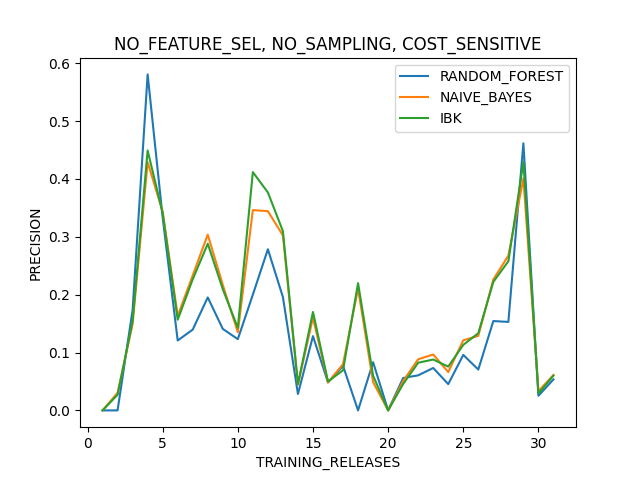 NO_FEATURE_SEL, NO_SAMPLING, COST_SENSITIVE
RANDOM_FOREST
NAIVE_BAYES
IBK
PRECISION
0.6
0.5
0.4
0.3
0.2
0.1
0.0
0 5 10 15 20 25 30
TRAINING_RELEASES